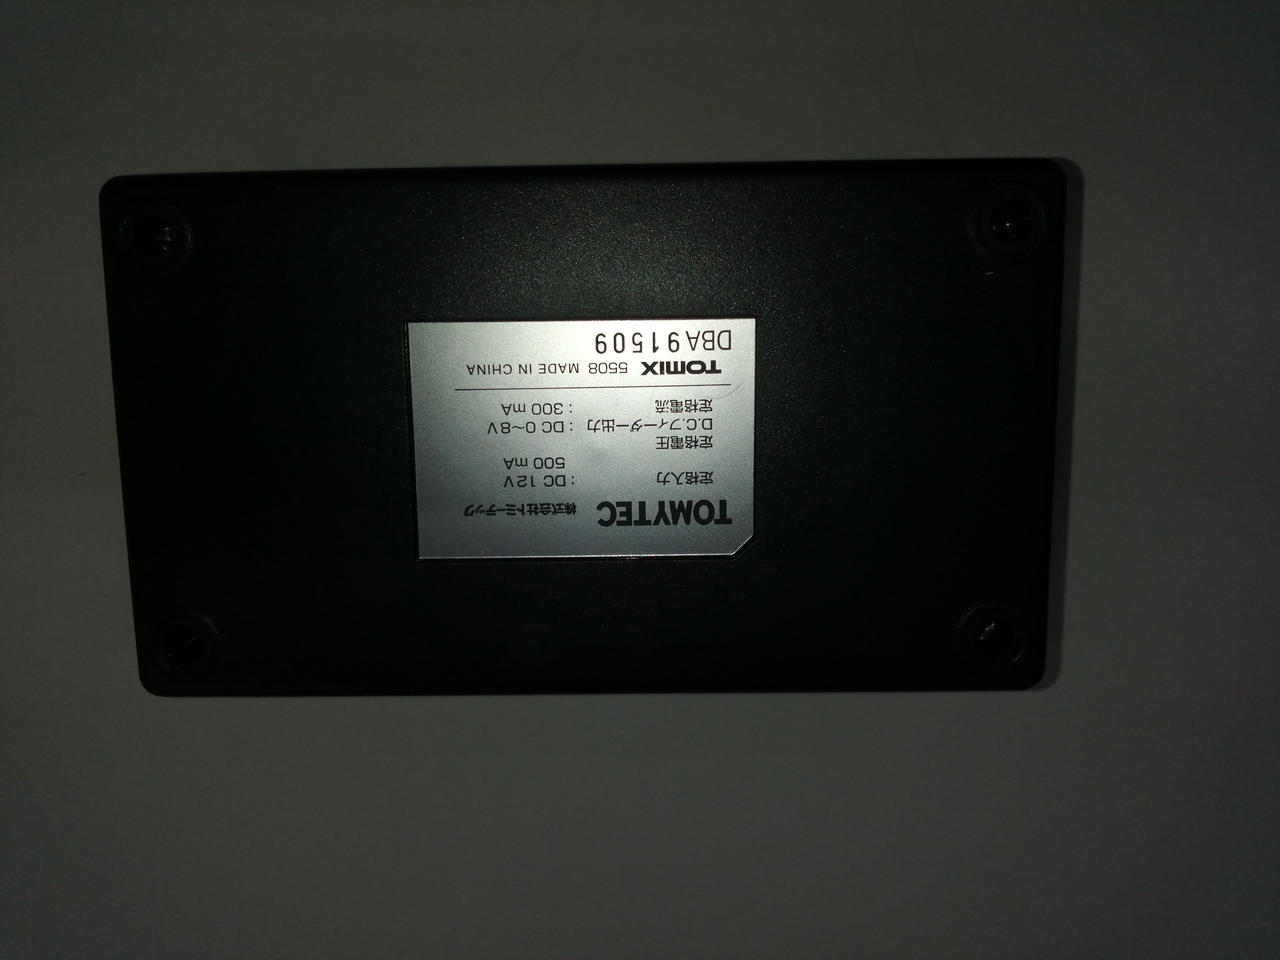 TOMYTEC 株式会社トミーテック
定格入力 : DC 12V
500 mA
定格電圧
D.C.フィーダー出力 : DC 0~8V
定格電流 : 300 mA
TOMIX 5508 MADE IN CHINA
DBA91509